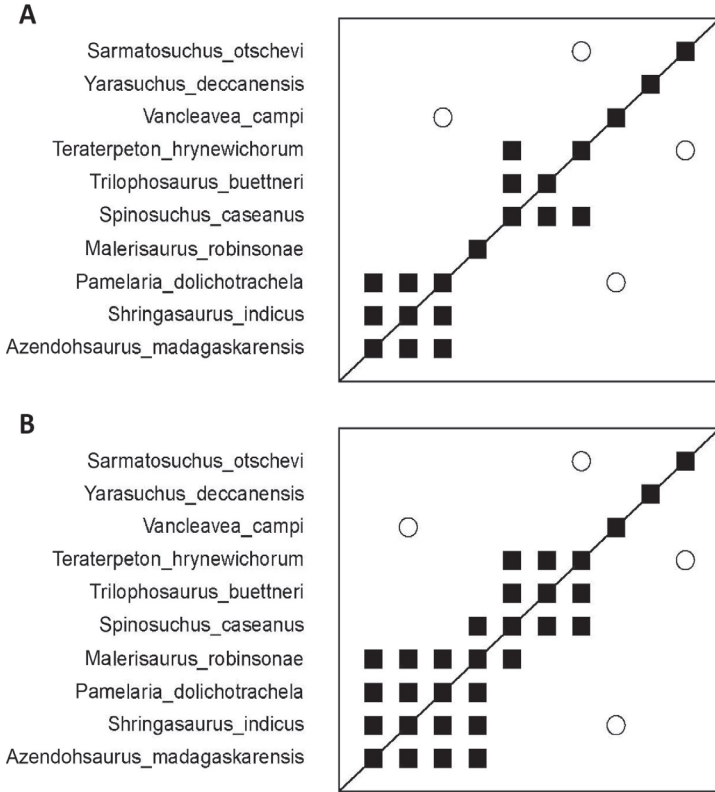 A
Sarmatosuchus_otschevi
Yarasuchus_deccanensis
Vancleavea_campi
Teraterpeton_hrynewichorum
Trilophosaurus_buettneri
Spinosuchus_caseanus
Malerisaurus_robinsonae
Pamelaria_dolichotrachela
Shringasaurus_indicus
Azendohsaurus_madagaskarensis
B
Sarmatosuchus_otschevi
Yarasuchus_deccanensis
Vancleavea_campi
Teraterpeton_hrynewichorum
Trilophosaurus_buettneri
Spinosuchus_caseanus
Malerisaurus_robinsonae
Pamelaria_dolichotrachela
Shringasaurus_indicus
Azendohsaurus_madagaskarensis